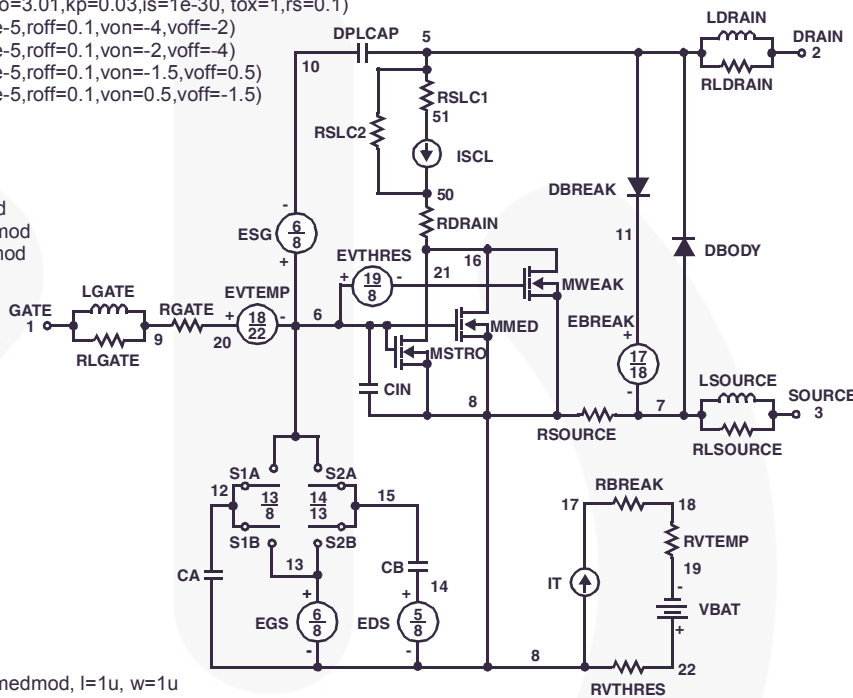 o=3.01,kp=0.03,is=1e-30, tox=1,rs=0.1)
e-5,roff=0.1,von=-4,voff=-2)
e-5,roff=0.1,von=-2,voff=-4)
e-5,roff=0.1,von=-1.5,voff=0.5)
e-5,roff=0.1,von=0.5,voff=-1.5)
d
mod
mod
LDRAIN
DPLCAP
5
DRAIN
2
10
RLDRAIN
RSLC1
51
RSLC2
ISCL
50
DBREAK
RDRAIN
-
ESG
6
8
+
11
DBODY
EVTHRES
16
21
+
19
8
-
MWEAK
LGATE
EVTEMP
GATE
1
RGATE
+
18
22
-
6
MMED
EBREAK
+
9
20
MSTRO
RLGATE
17
18
-
LSOURCE
CIN
8
7
SOURCE
3
RSOURCE
RLSOURCE
S1A
S2A
12
13
8
14
13
15
RBREAK
17
18
S1B
S2B
RVTEMP
13
CB
19
CA
14
IT
-
VBAT
+
+
EGS
6
8
-
+
EDS
5
8
-
8
22
RVTHRES
medmod, l=1u, w=1u